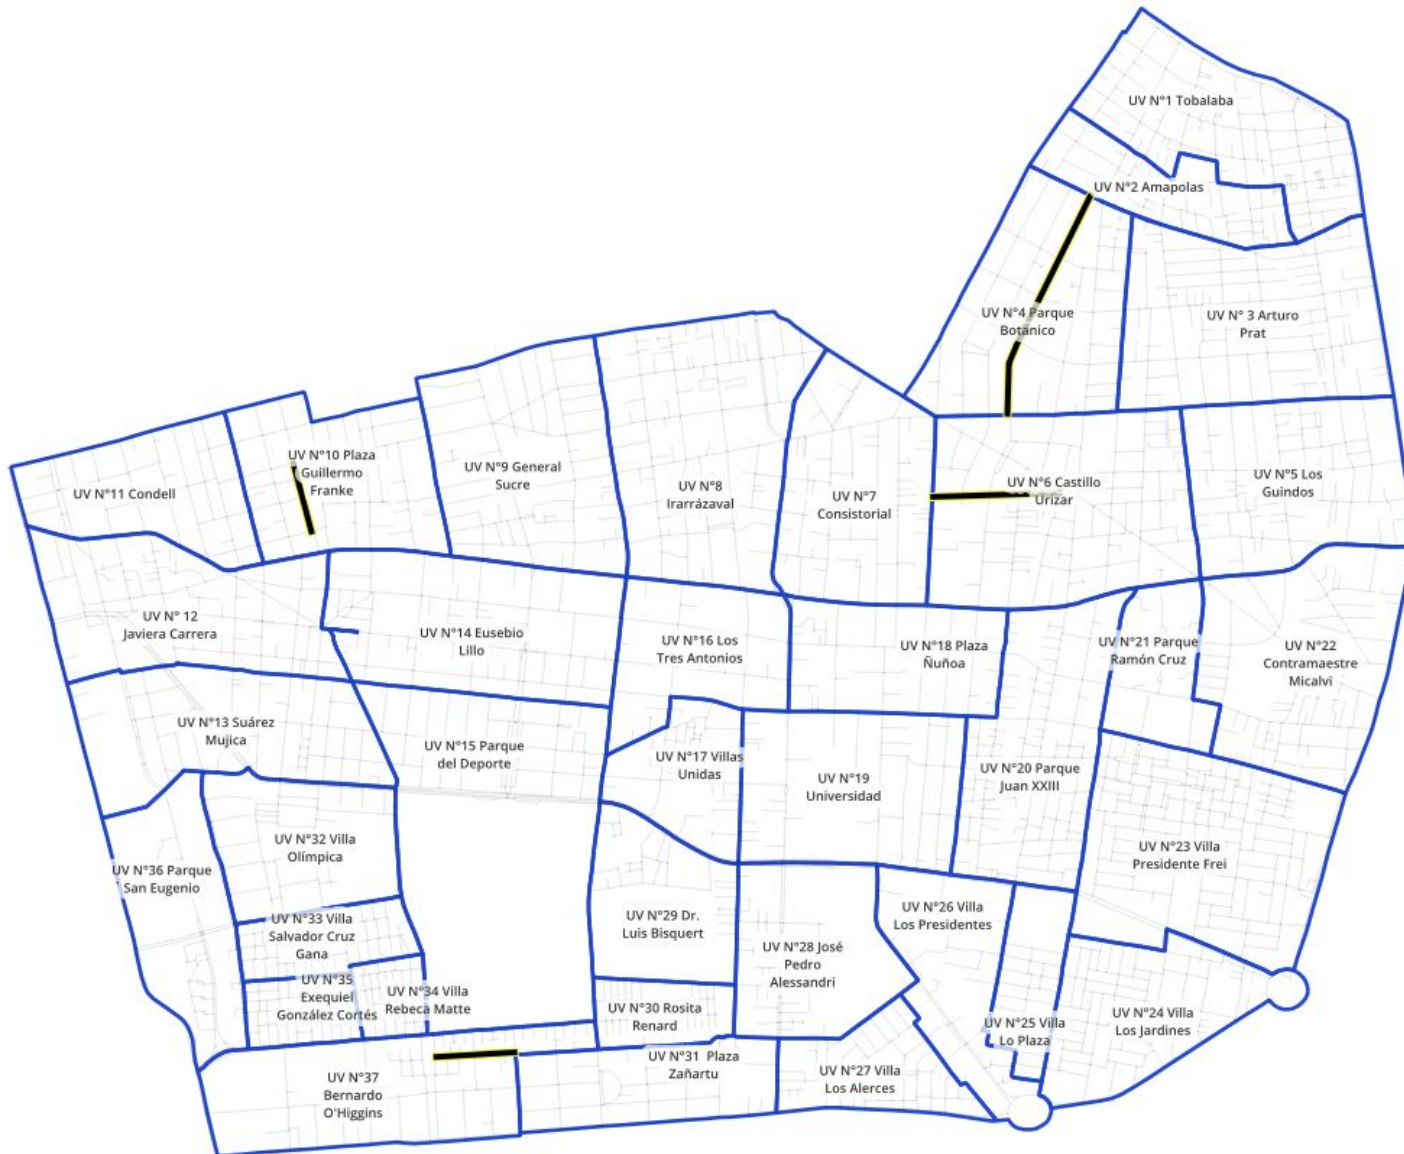 UV N°1 Tobalaba
UV N°2 Amapolas
UV N°4 Parque
Botánico
UV N° 3 Arturo
Prat
UV N°10 Plaza
Guillermo
Franke
UV N°9 General
Sucre
UV N°11 Condell
UV N°8
Irarrázaval
UV N°7
Consistorial
UV N°6 Castillo
Urizar
UV N°5 Los
Guindos
UV N° 12
Javiera Carrera
UV N°14 Eusebio
Lillo
UV N°16 Los
Tres Antonios
UV N°18 Plaza
Ñuñoa
UV N°21 Parque
Ramón Cruz
UV N°22
Contramaestre
Micalvi
UV N°13 Suárez
Mujica
UV N°15 Parque
del Deporte
UV N°17 Villas
Unidas
UV N°19
Universidad
UV N°20 Parque
Juan XXIII
UV N°32 Villa
Olímpica
UV N°23 Villa
Presidente Frei
UV N°36 Parque
San Eugenio
UV N°33 Villa
Salvador Cruz
Gana
UV N°29 Dr.
Luis Bisquert
UV N°26 Villa
Los Presidentes
UV N°28 José
Pedro
Alessandri
UV N°35
Exequiel
González Cortés
UV N°34 Villa
Rebeca Matte
UV N°30 Rosita
Renard
UV N°25 Villa
Lo Plaza
UV N°24 Villa
Los Jardines
UV N°31 Plaza
Zañartu
UV N°27 Villa
Los Alerces
UV N°37
Bernardo
O'Higgins